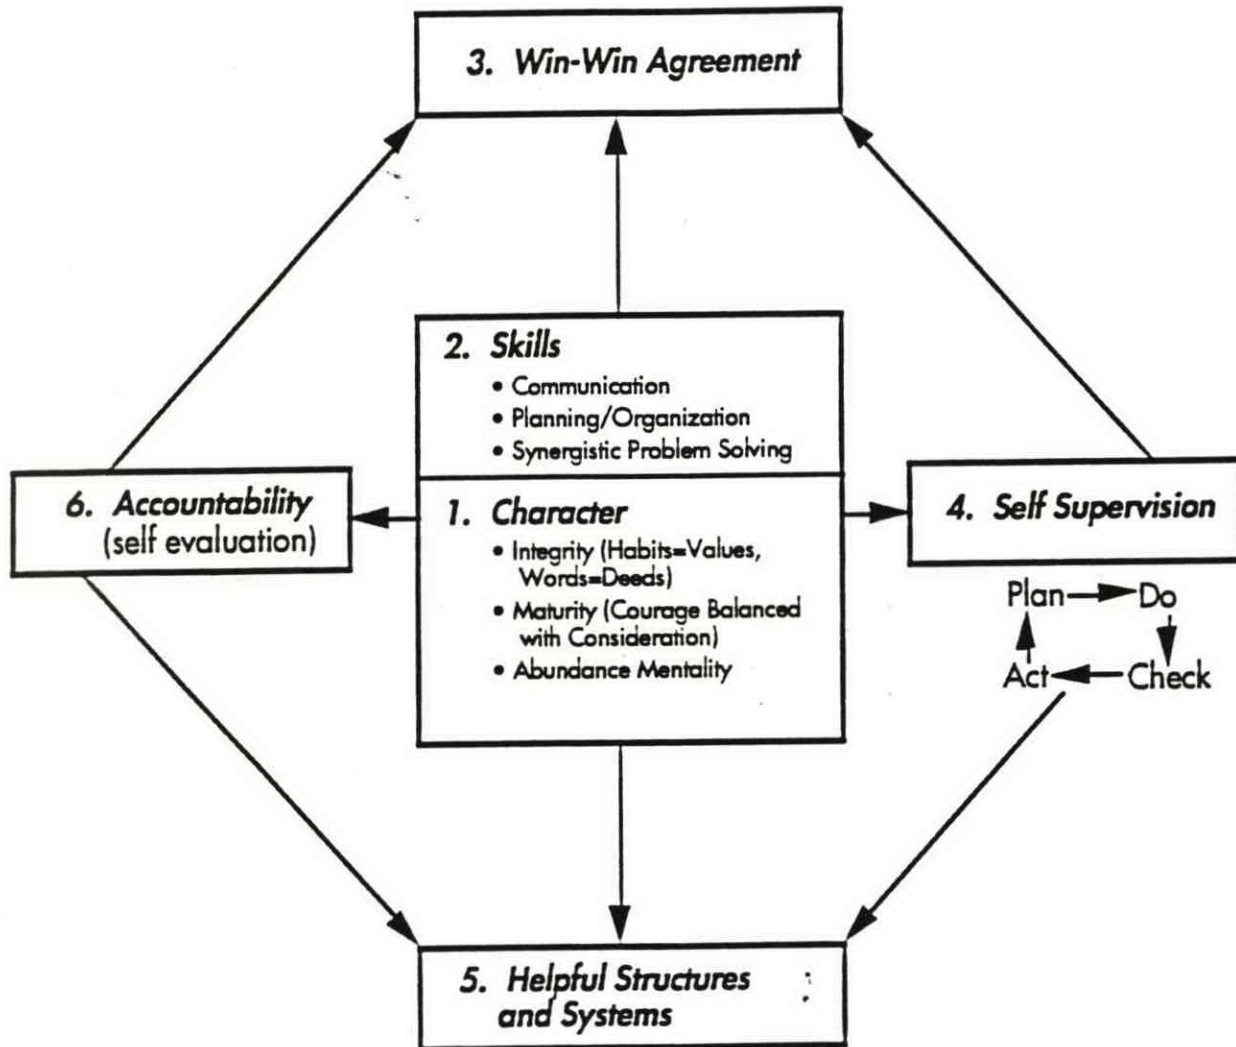 3. Win-Win Agreement
2. Skills
• Communication
• Planning/Organization
• Synergistic Problem Solving
6. Accountability
(self evaluation)
1. Character
• Integrity (Habits=Values,
Words=Deeds)
• Maturity (Courage Balanced
with Consideration)
• Abundance Mentality
4. Self Supervision
Plan Do
Act Check
5. Helpful Structures
and Systems